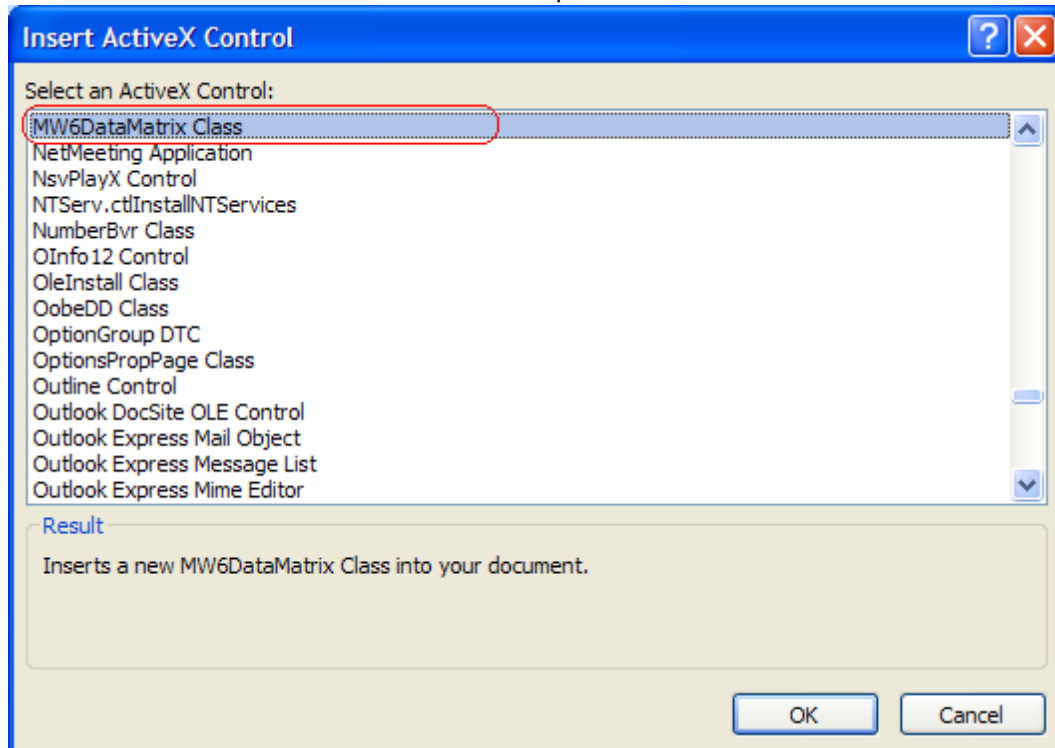 Insert ActiveX Control
?
Select an ActiveX Control:
MW6DataMatrix Class
NetMeeting Application
NsvPlayX Control
NTServ.ctlInstallNTServices
NumberBvr Class
OInfo12 Control
OleInstall Class
OobeDD Class
OptionGroup DTC
OptionsPropPage Class
Outline Control
Outlook DocSite OLE Control
Outlook Express Mail Object
Outlook Express Message List
Outlook Express Mime Editor
Result
Inserts a new MW6DataMatrix Class into your document.
OK Cancel